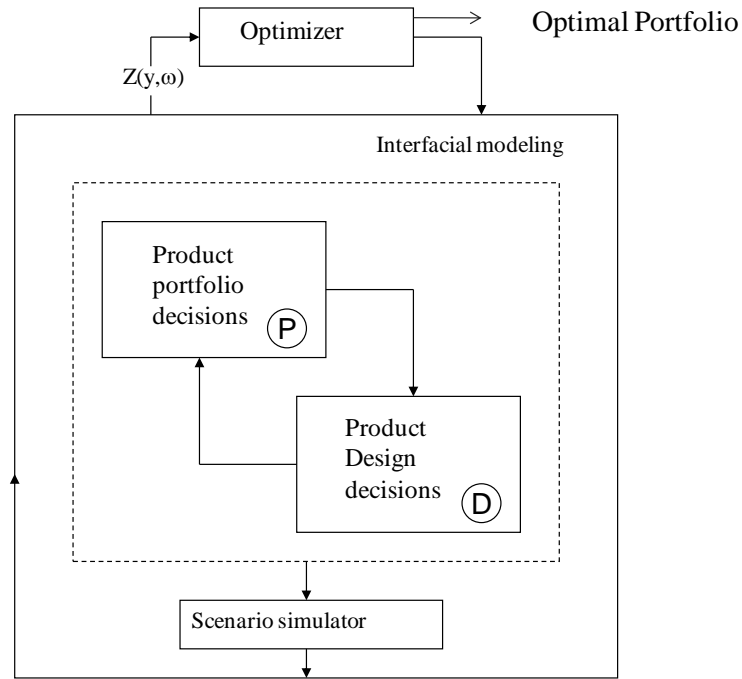 Optimizer
Optimal Portfolio
Z(y,ω)
Interfacial modeling
Product
portfolio
decisions
P
Product
Design
decisions
D
Scenario simulator